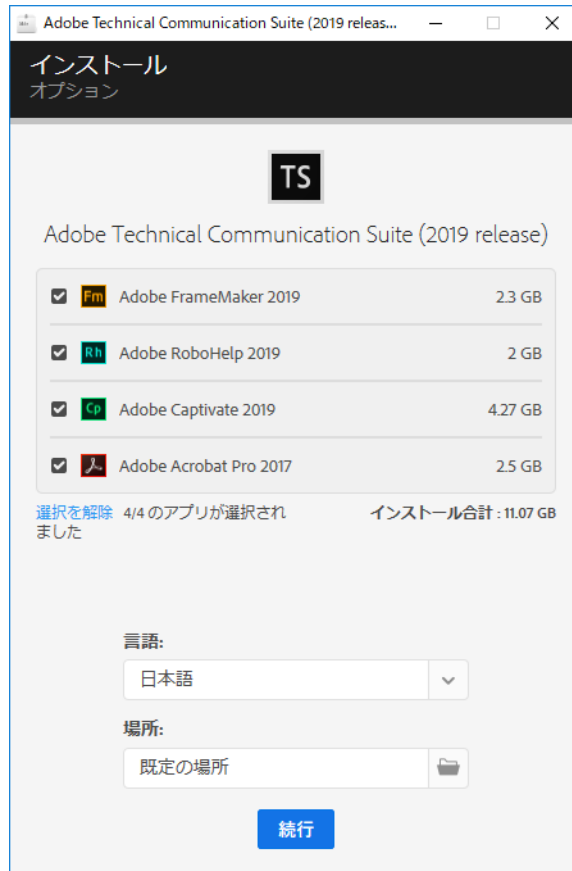 Adobe Technical Communication Suite (2019 releas...
インストール
オプション
TS
Adobe Technical Communication Suite (2019 release)
Fm Adobe FrameMaker 2019 2.3 GB
Rh Adobe RoboHelp 2019 2 GB
Cp Adobe Captivate 2019 4.27 GB
Adobe Acrobat Pro 2017 2.5 GB
選択を解除 4/4 のアプリが選択され インストール合計 : 11.07 GB
ました
言語:
日本語
場所:
既定の場所
続行